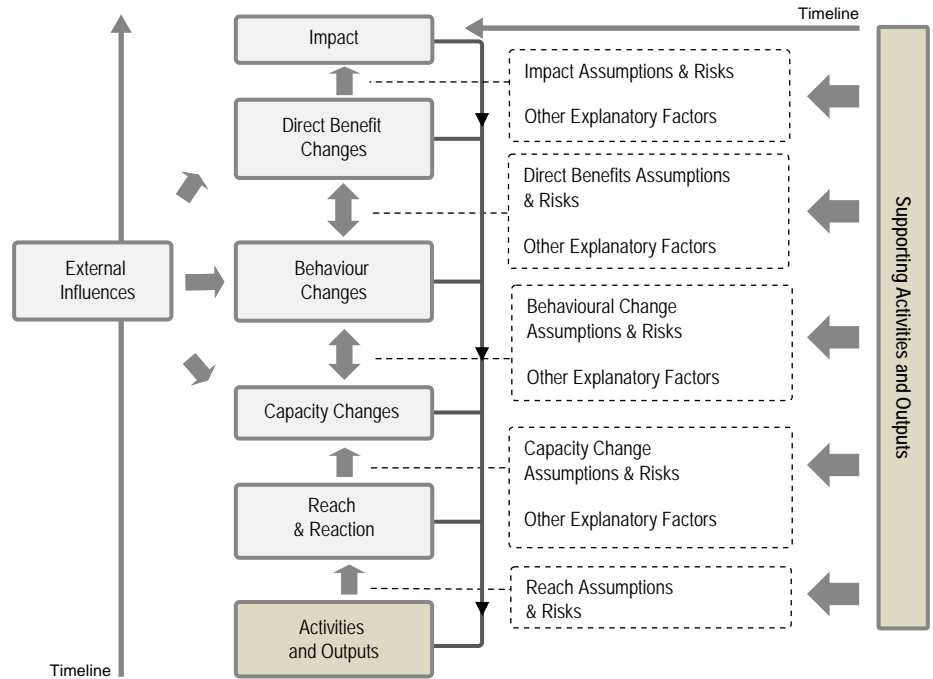 Timeline
Impact
Impact Assumptions & Risks
Other Explanatory Factors
Direct Benefit
Changes
Direct Benefits Assumptions
& Risks
Other Explanatory Factors
External
Influences
Behaviour
Changes
Behavioural Change
Assumptions & Risks
Other Explanatory Factors
Capacity Changes
Capacity Change
Assumptions & Risks
Other Explanatory Factors
Reach
& Reaction
Reach Assumptions
& Risks
Activities
and Outputs
Timeline
Supporting Activities and Outputs